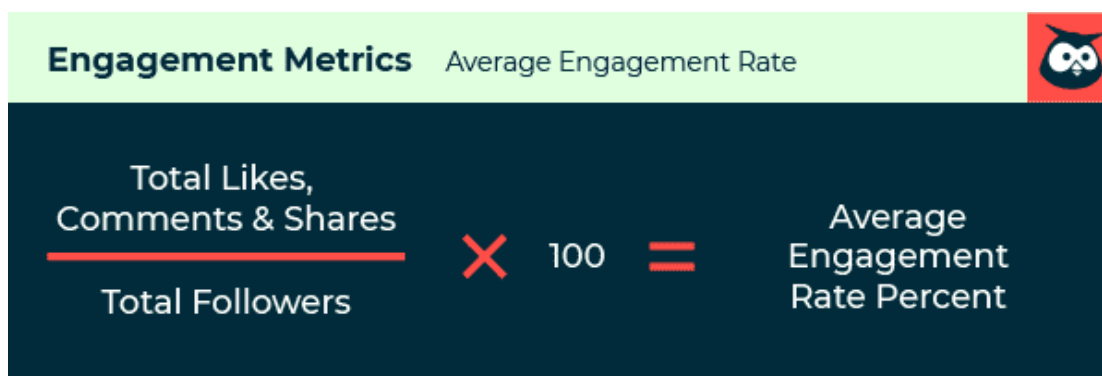 Engagement Metrics Average Engagement Rate
Total Likes,
Comments & Shares
Total Followers
× 100 =
Average
Engagement
Rate Percent